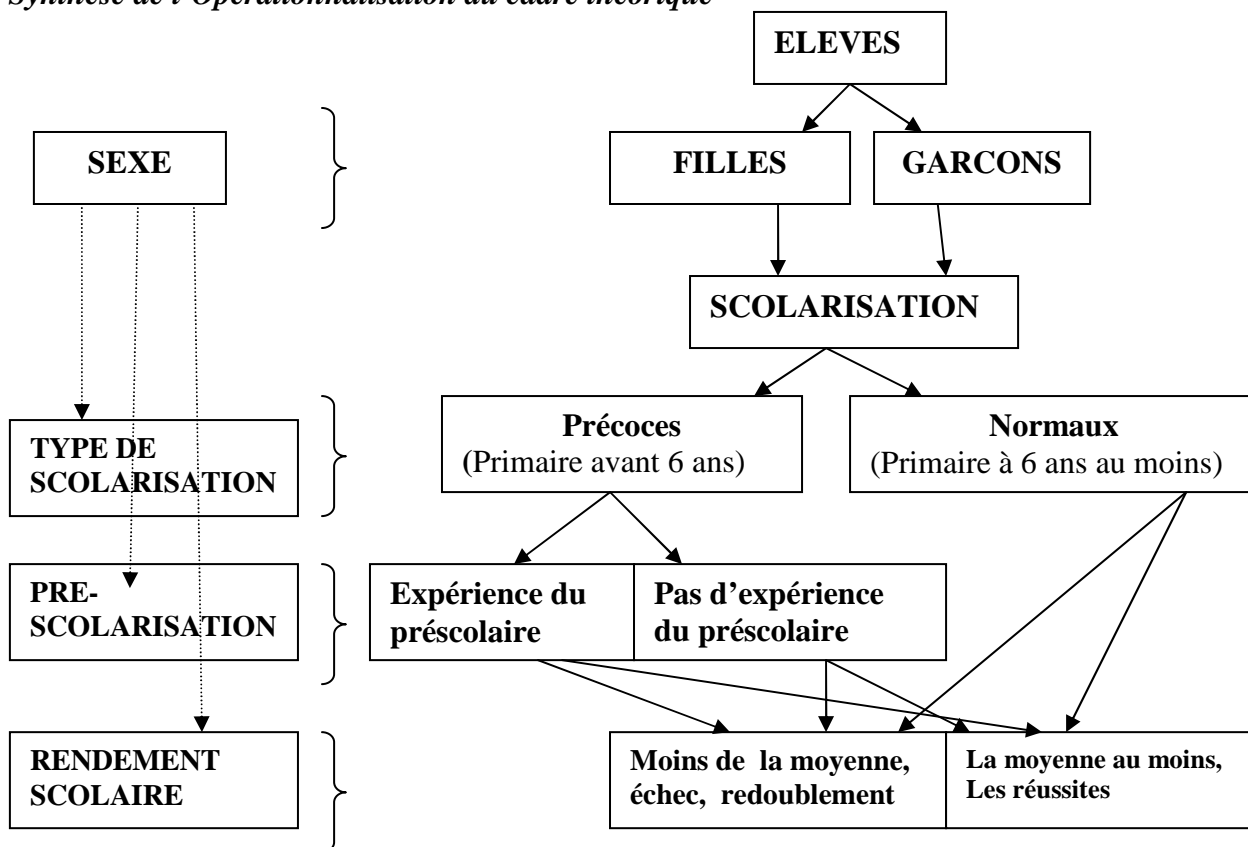 Synthèse de l'Opérationnalisation du cadre théorique
ELEVES
SEXE
FILLES
GARCONS
SCOLARISATION
TYPE DE
SCOLARISATION
Précoces
(Primaire avant 6 ans)
Normaux
(Primaire à 6 ans au moins)
PRE-
SCOLARISATION
Expérience du
préscolaire
Pas d'expérience
du préscolaire
RENDEMENT
SCOLAIRE
Moins de la moyenne,
échec, redoublement
La moyenne au moins,
Les réussites